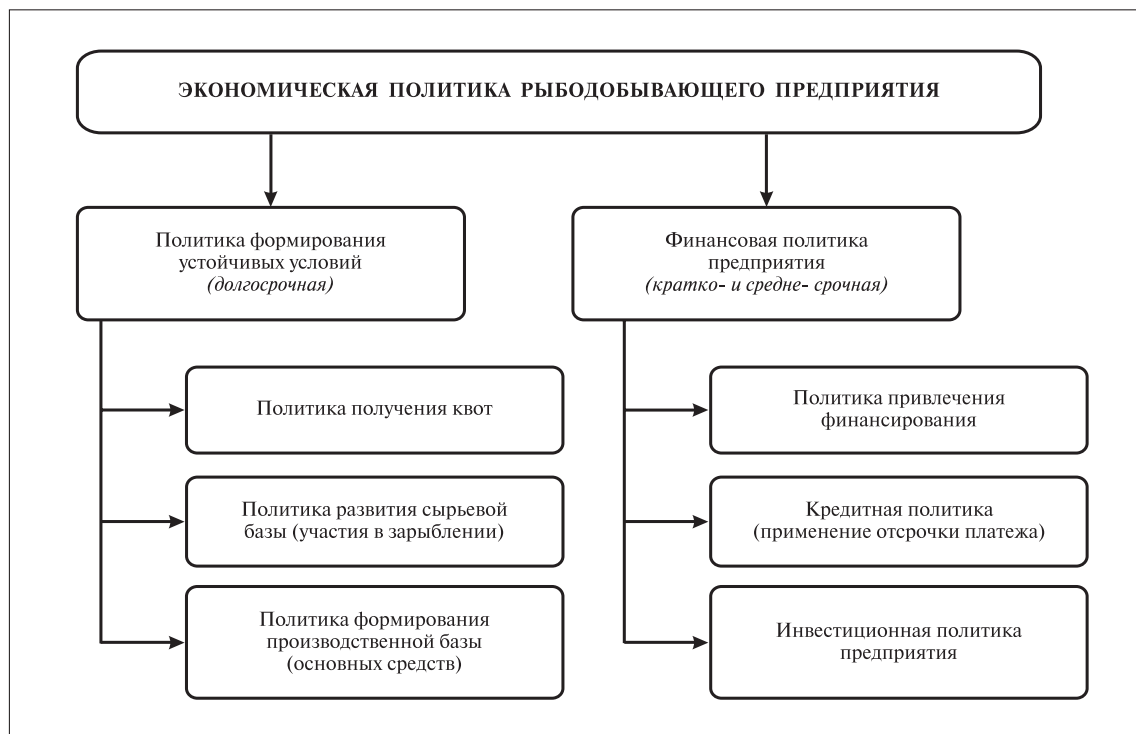 ЭКОНОМИЧЕСКАЯ ПОЛИТИКА РЫБОДОБЫВАЮЩЕГО ПРЕДПРИЯТИЯ
Политика формирования
устойчивых условий
(долгосрочная)
Политика получения квот
Политика развития сырьевой
базы (участия в зарыблении)
Политика формирования
производственной базы
(основных средств)
Финансовая политика
предприятия
(кратко- и средне- срочная)
Политика привлечения
финансирования
Кредитная политика
(применение отсрочки платежа)
Инвестиционная политика
предприятия